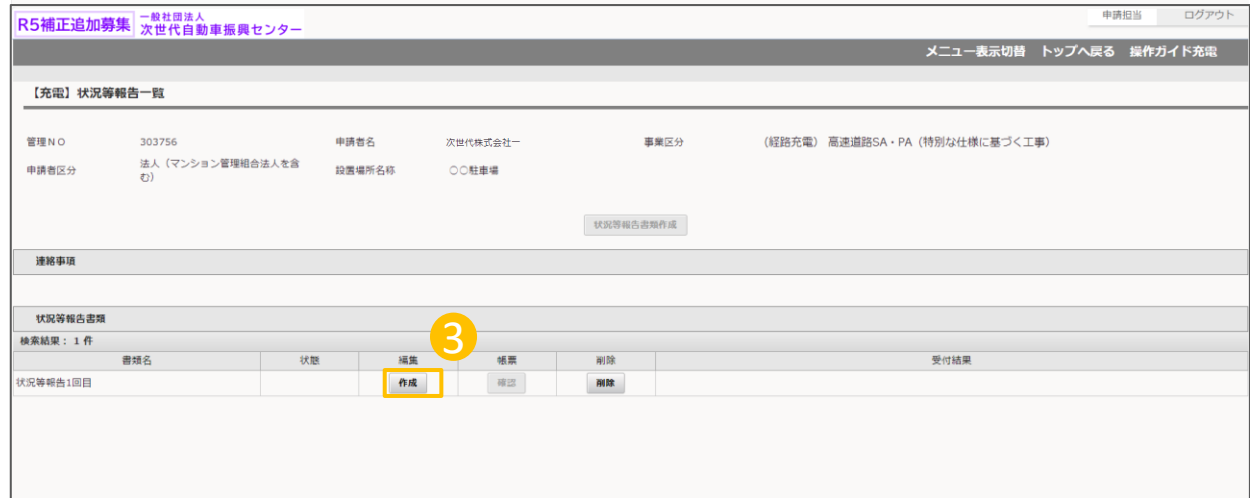 R5補正追加募集 一般社団法人
次世代自動車振興センター
申請担当 ログアウト
メニュー表示切替 トップへ戻る 操作ガイド充電
【充電】状況等報告一覧
管理NO 303756 申請者名 次世代株式会社一 事業区分 (経路充電) 高速道路SA・PA(特別な仕様に基づく工事)
申請者区分 法人(マンション管理組合法人を含
む) 設置場所名称 ○○駐車場
状況等報告書類作成
連絡事項
状況等報告書類
3
検索結果: 1 件
書類名 状態 編集 帳票 削除 受付結果
状況等報告1回目 作成 確認 削除